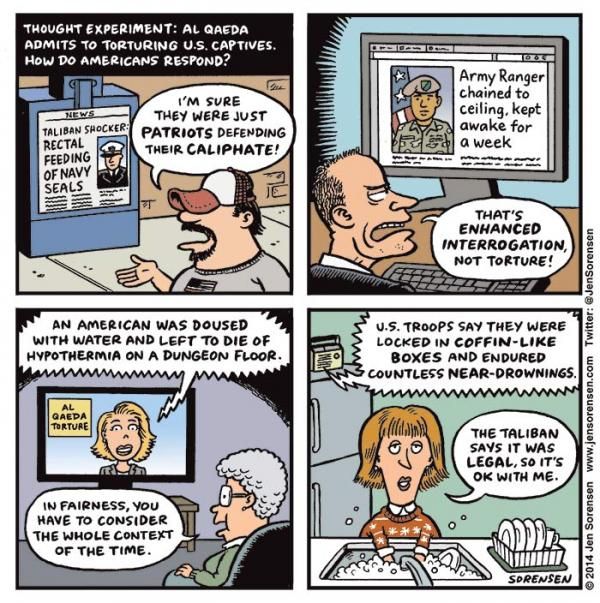 THOUGHT EXPERIMENT: AL QAEDA
ADMITS TO TORTURING U.S. CAPTIVES.
HOW DO AMERICANS RESPOND?
NEWS
TALIBAN SHOCKER:
RECTAL
FEEDING
OF NAVY
SEALS
I'M SURE
THEY WERE JUST
PATRIOTS DEFENDING
THEIR CALIPHATE!
Army Ranger
chained to
ceiling, kept
awake for
a week
THAT'S
ENHANCED
INTERROGATION,
NOT TORTURE!
AN AMERICAN WAS DOUSED
WITH WATER AND LEFT TO DIE OF
HYPOTHERMIA ON A DUNGEON FLOOR.
AL
QAEDA
TORTURE
IN FAIRNESS, YOU
HAVE TO CONSIDER
THE WHOLE CONTEXT
OF THE TIME.
U.S. TROOPS SAY THEY WERE
LOCKED IN COFFIN-LIKE
BOXES AND ENDURED
COUNTLESS NEAR-DROWNINGS.
THE TALIBAN
SAYS IT WAS
LEGAL, SO IT'S
OK WITH ME.
SORENSEN
© 2014 Jen Sorensen www.jensorensen.com Twitter: @JenSorensen